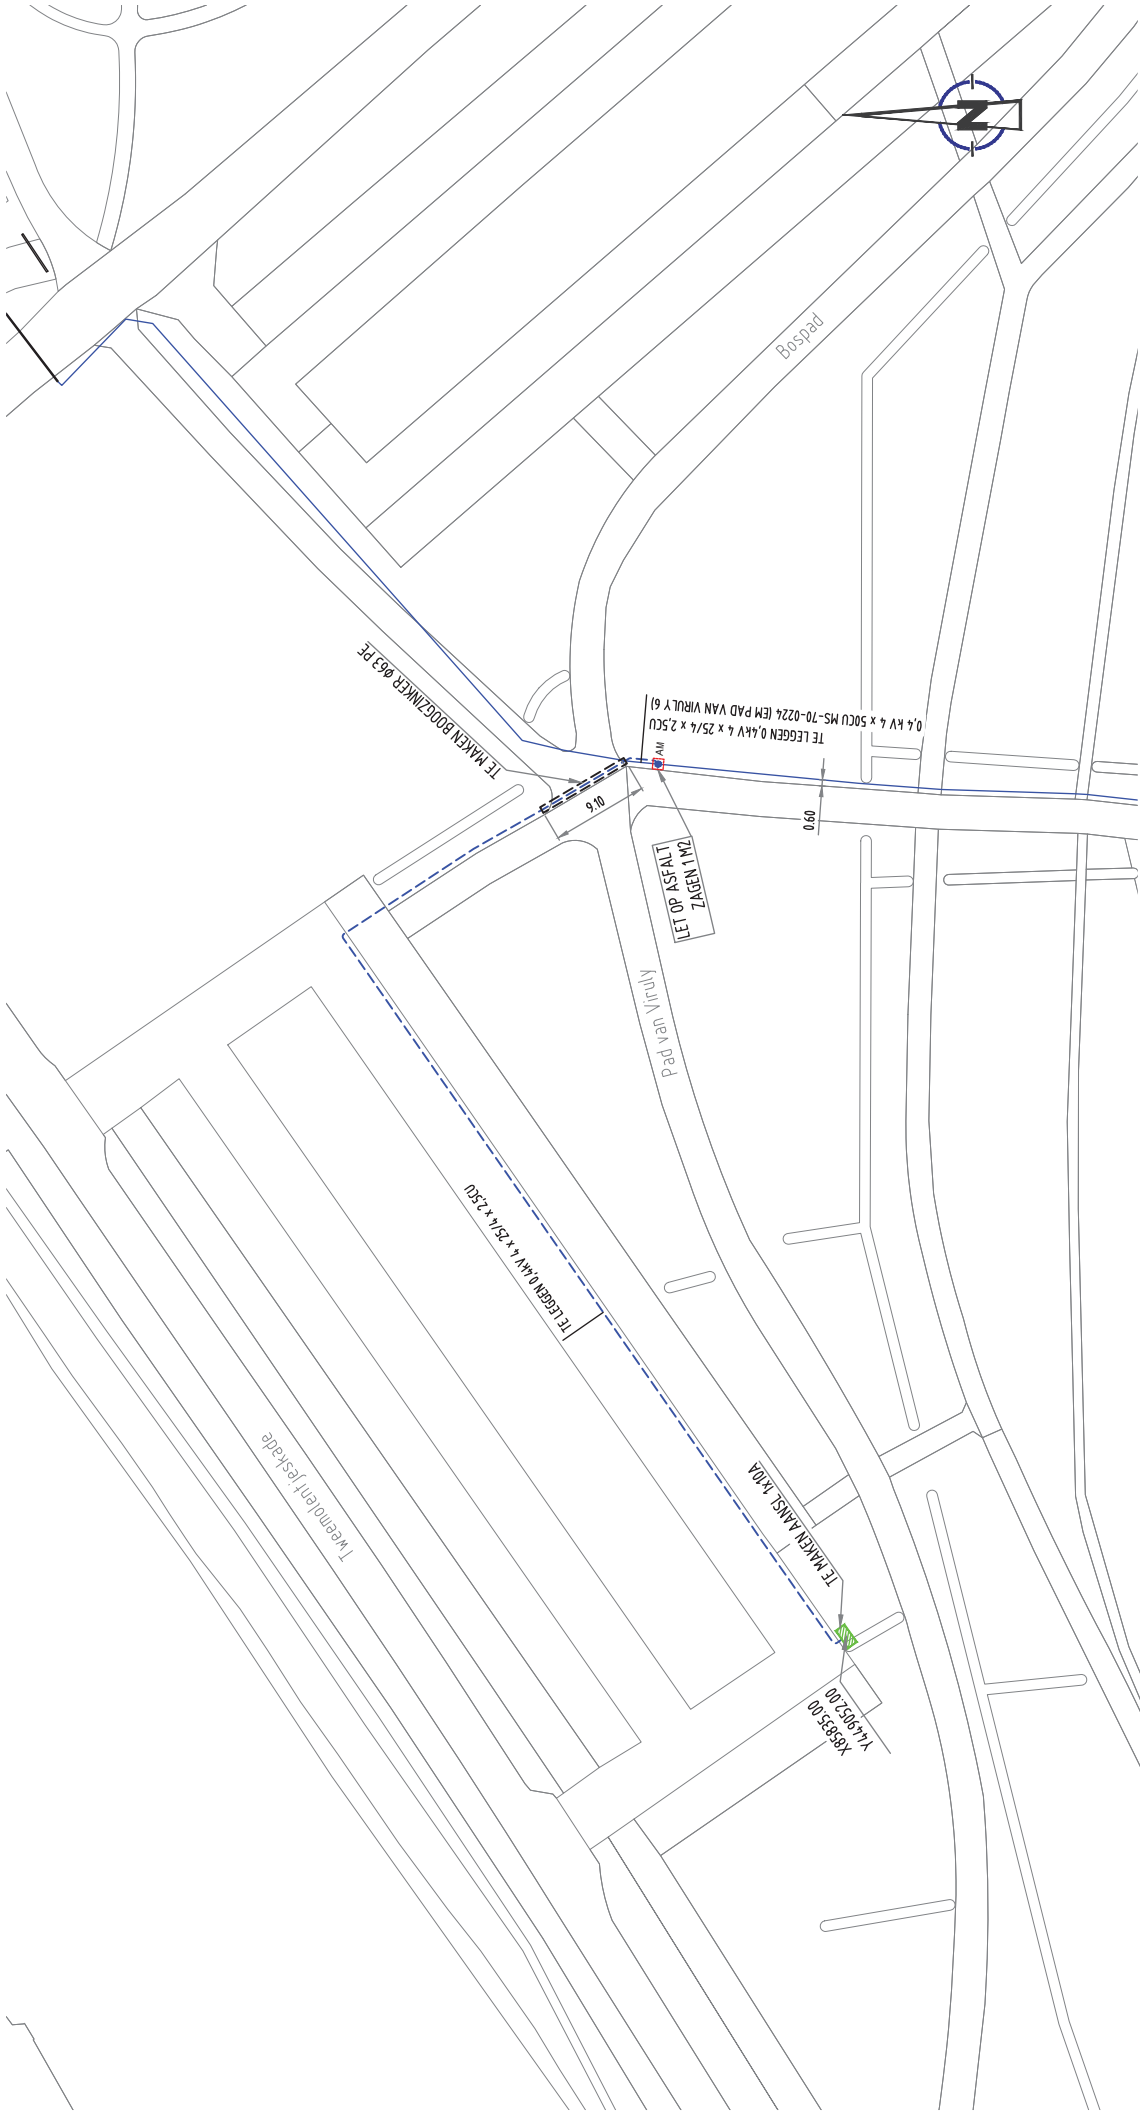 N
Bospad
TE MAKEN BOOGZINKER Ø63 PE
TE LEGGEN 0,4kV 4 x 25/4 x 2,5CU
0,4 kV 4 x 50CU MS-70-0224 (EM PAD VAN VIRULY 6)
AM
9.10
0.60
LET OP ASFALT
ZAGEN 1 M2
Pad van Viruly
TE LEGGEN 0,4kV 4 x 25/4 x 2,5CU
Tweemolentjeskade
TE MAKEN AANSL 1x10A
X85835.00
Y449052.00